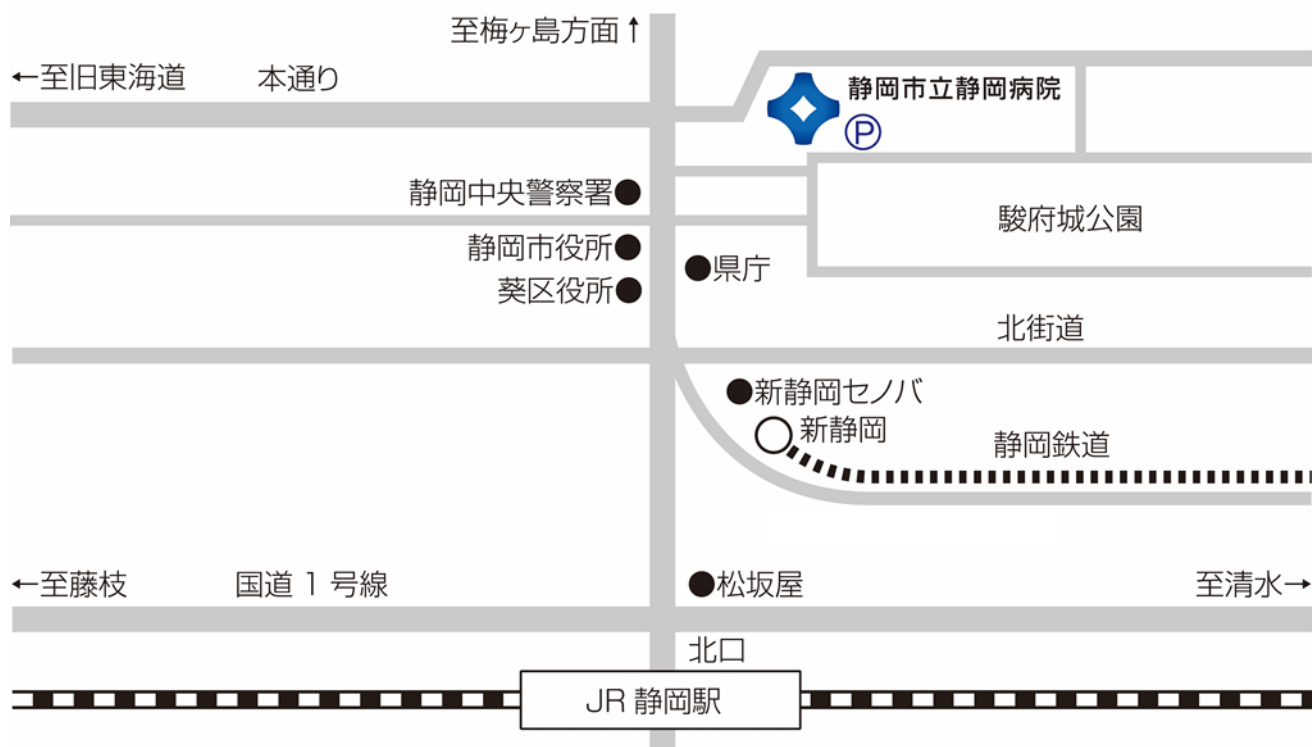 至梅ヶ島方面↑
←至旧東海道 本通り
静岡市立静岡病院
P
静岡中央警察署
駿府城公園
静岡市役所
県庁
葵区役所
北街道
新静岡セノバ
新静岡
静岡鉄道
←至藤枝 国道1号線
松坂屋
至清水→
北口
JR 静岡駅